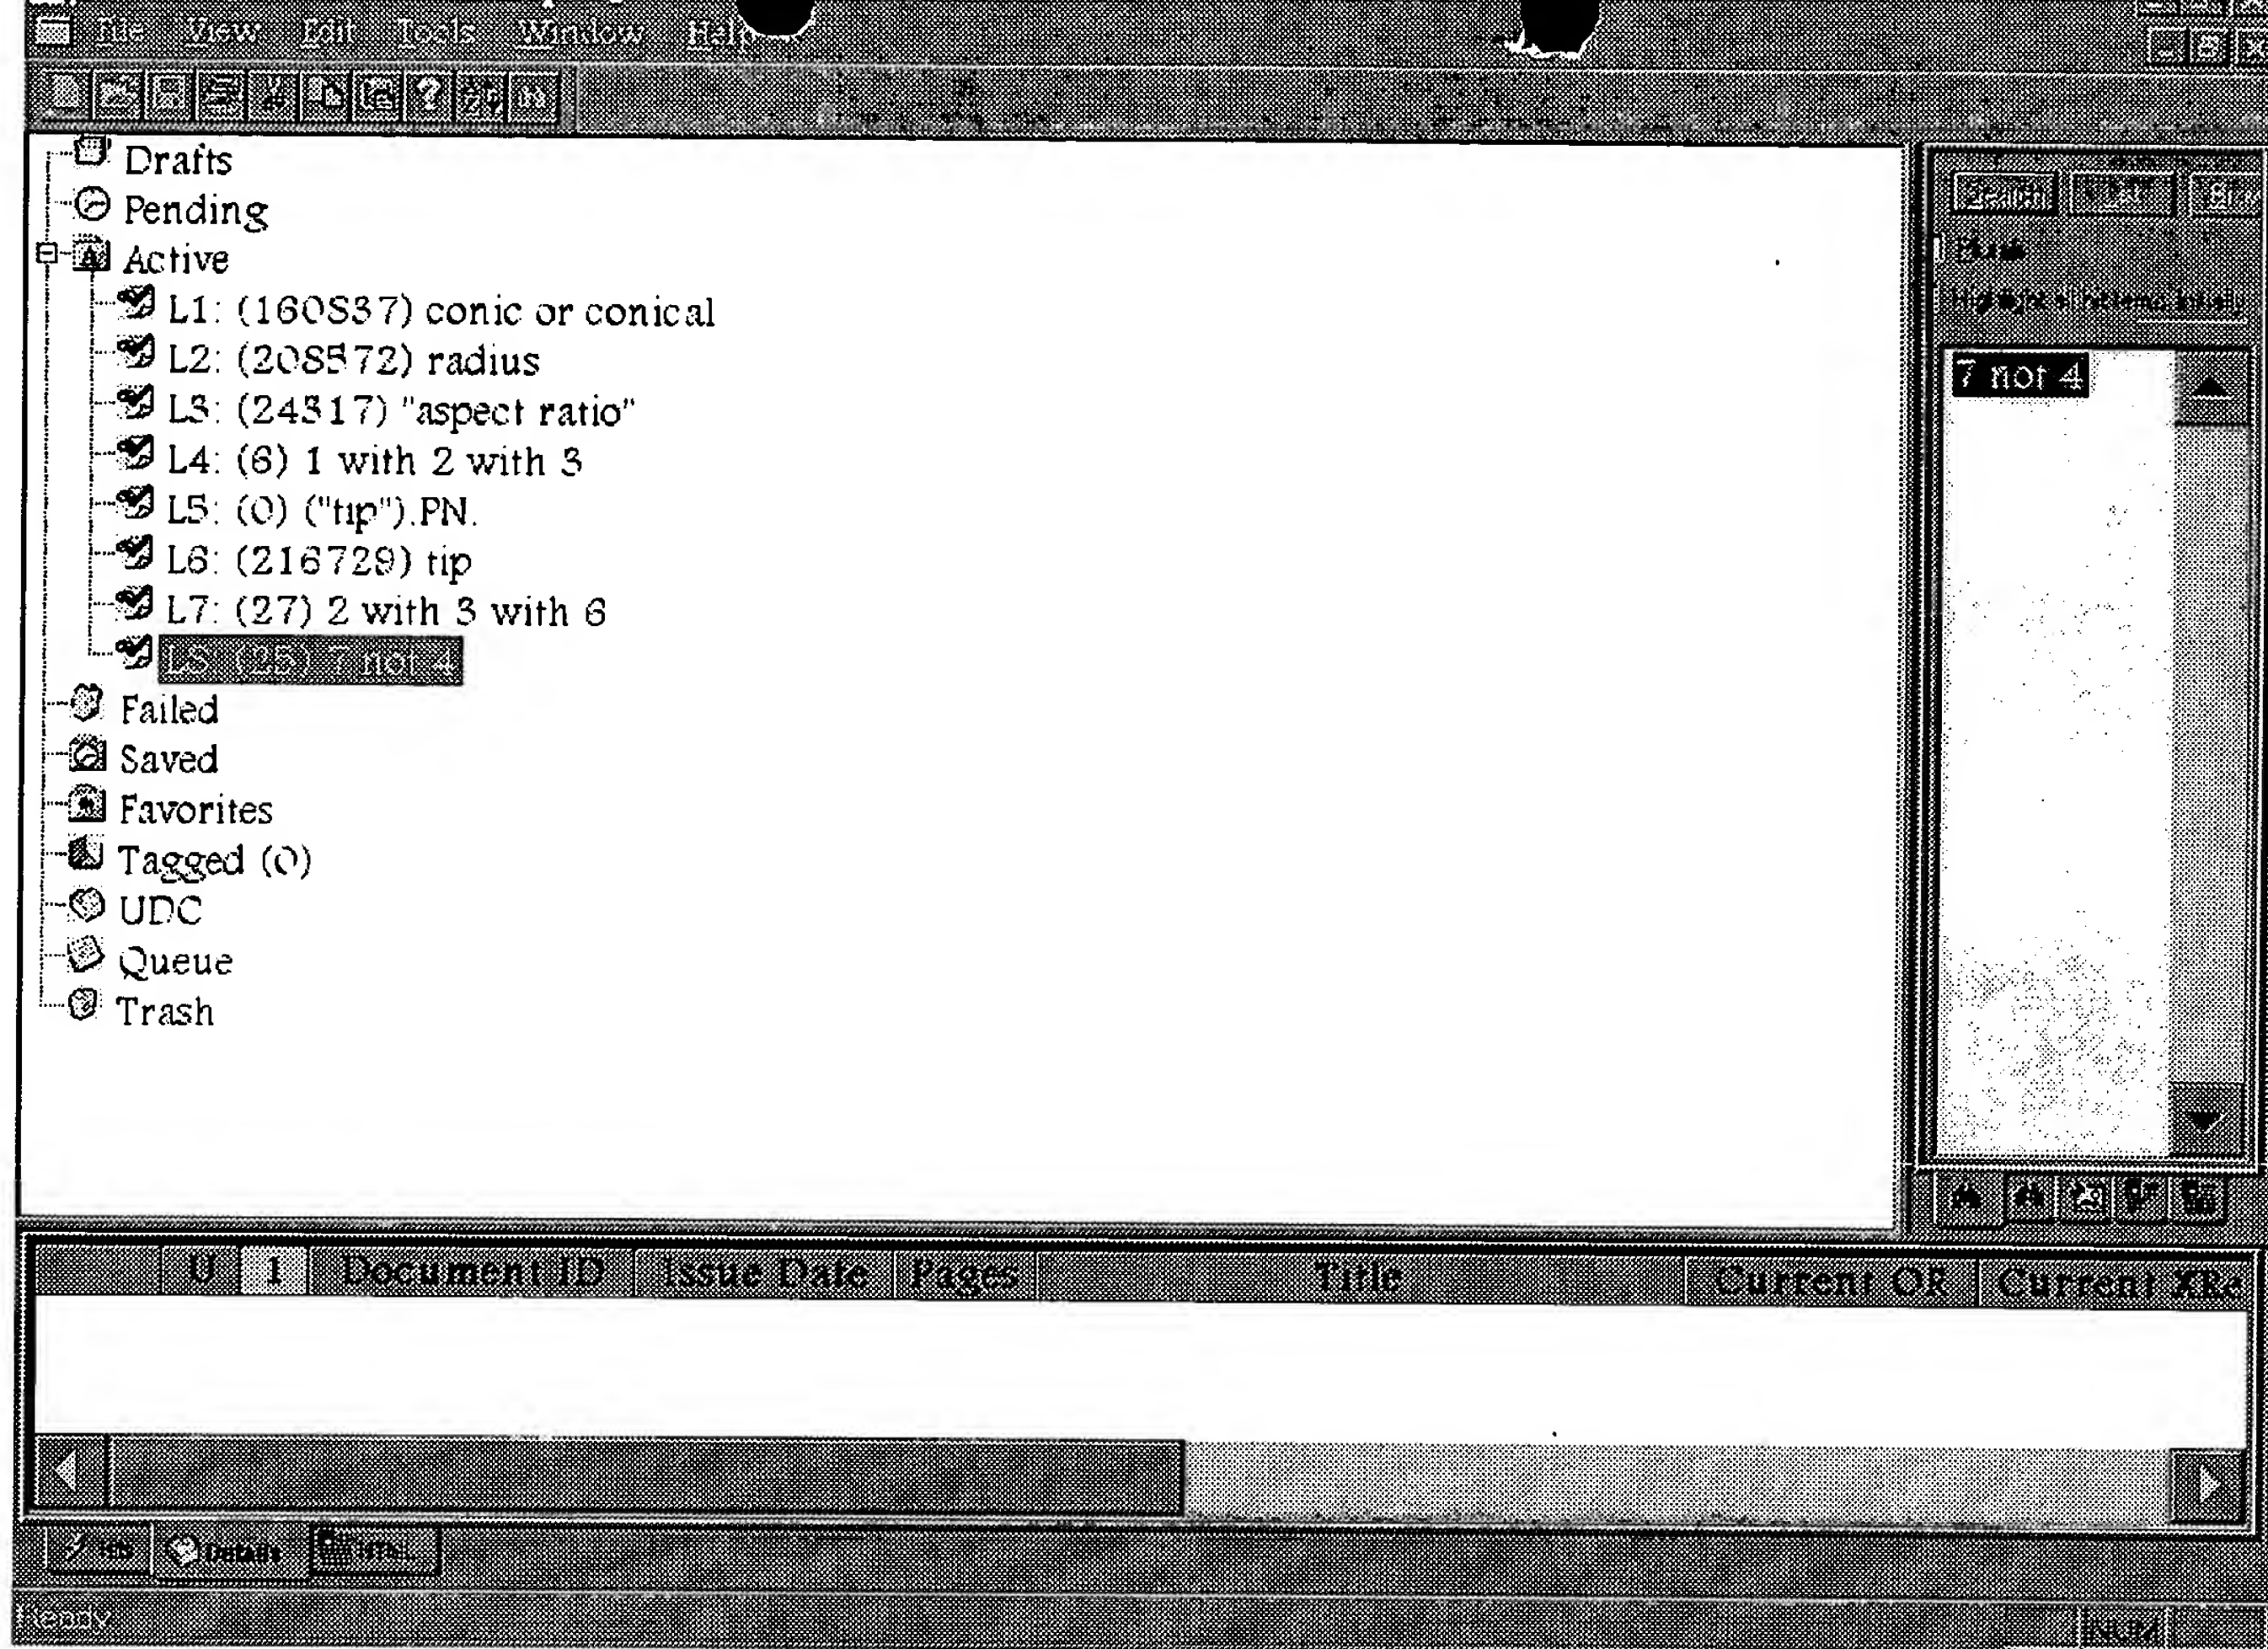 File View Edit Tools Window Help
Drafts
Pending
Active
L1: (160837) conic or conical
L2: (208572) radius
L3: (24317) "aspect ratio"
L4: (6) 1 with 2 with 3
L5: (0) ("tip").PN.
L6: (216729) tip
L7: (27) 2 with 3 with 6
L8: (25) 7 not 4
Failed
Saved
Favorites
Tagged (0)
UDC
Queue
Trash
Search
7 not 4
U 1 Document ID Issue Date Pages Title Current OR Current XRe
Details
Ready
NUM